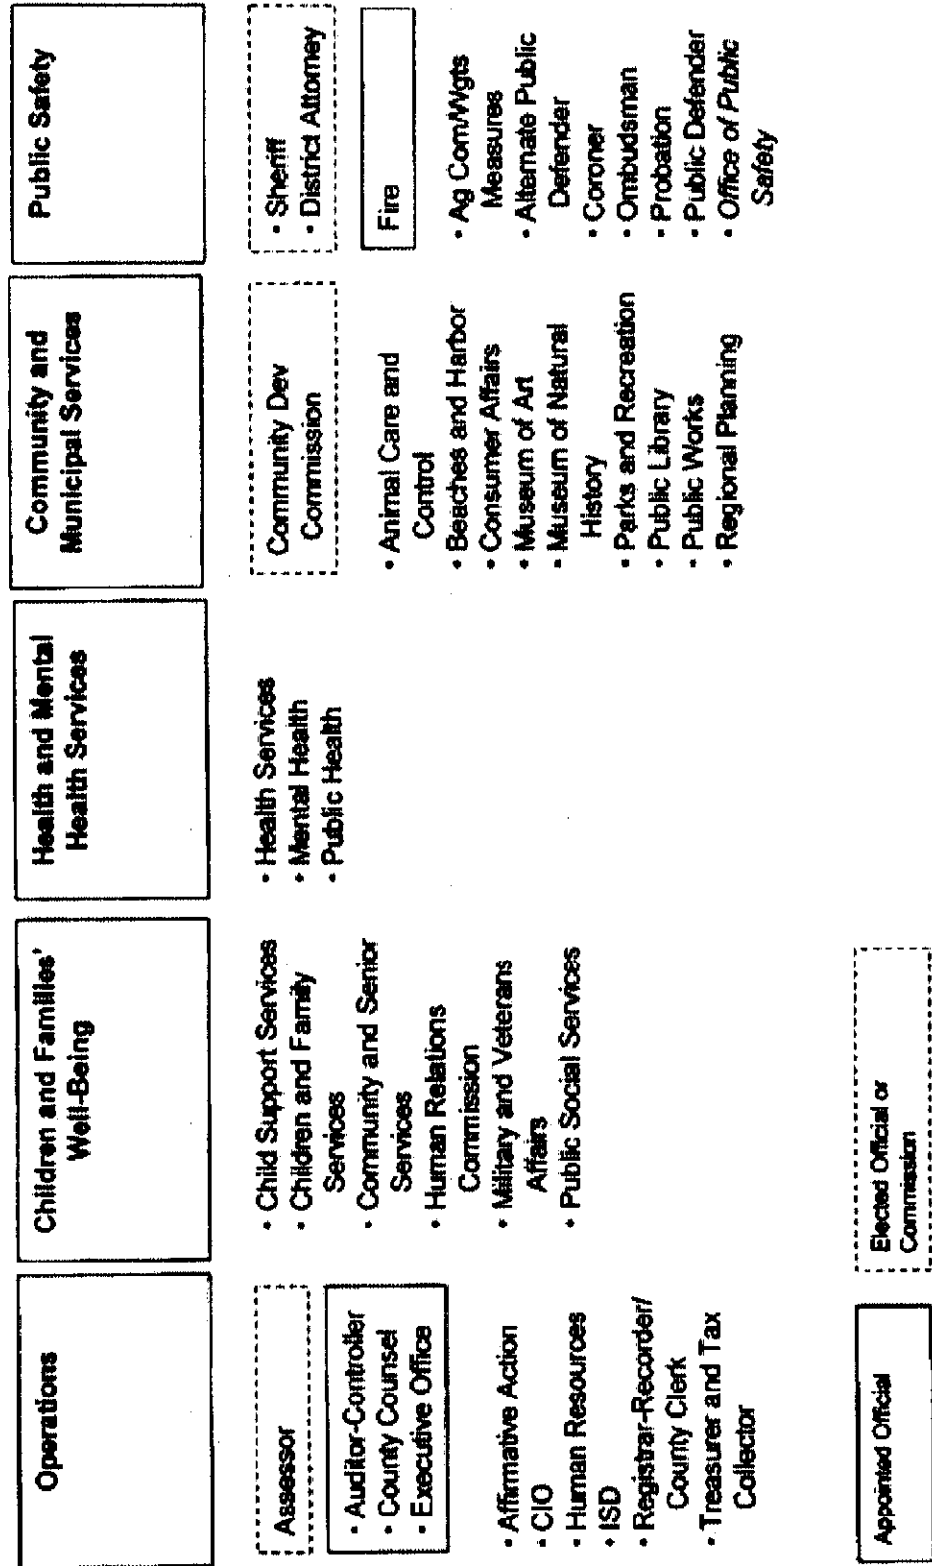 Operations
Assessor
• Auditor-Controller
• County Counsel
• Executive Office
• Affirmative Action
• CIO
• Human Resources
• ISD
• Registrar-Recorder/
County Clerk
• Treasurer and Tax
Collector
Children and Families'
Well-Being
• Child Support Services
• Children and Family
Services
• Community and Senior
Services
• Human Relations
Commission
• Military and Veterans
Affairs
• Public Social Services
Health and Mental
Health Services
• Health Services
• Mental Health
• Public Health
Community and
Municipal Services
Community Dev
Commission
• Animal Care and
Control
• Beaches and Harbor
• Consumer Affairs
• Museum of Art
• Museum of Natural
History
• Parks and Recreation
• Public Library
• Public Works
• Regional Planning
Public Safety
• Sheriff
• District Attorney
Fire
• Ag Com/Wgts
Measures
• Alternate Public
Defender
• Coroner
• Ombudsman
• Probation
• Public Defender
• Office of Public
Safety
Appointed Official
Elected Official or
Commission